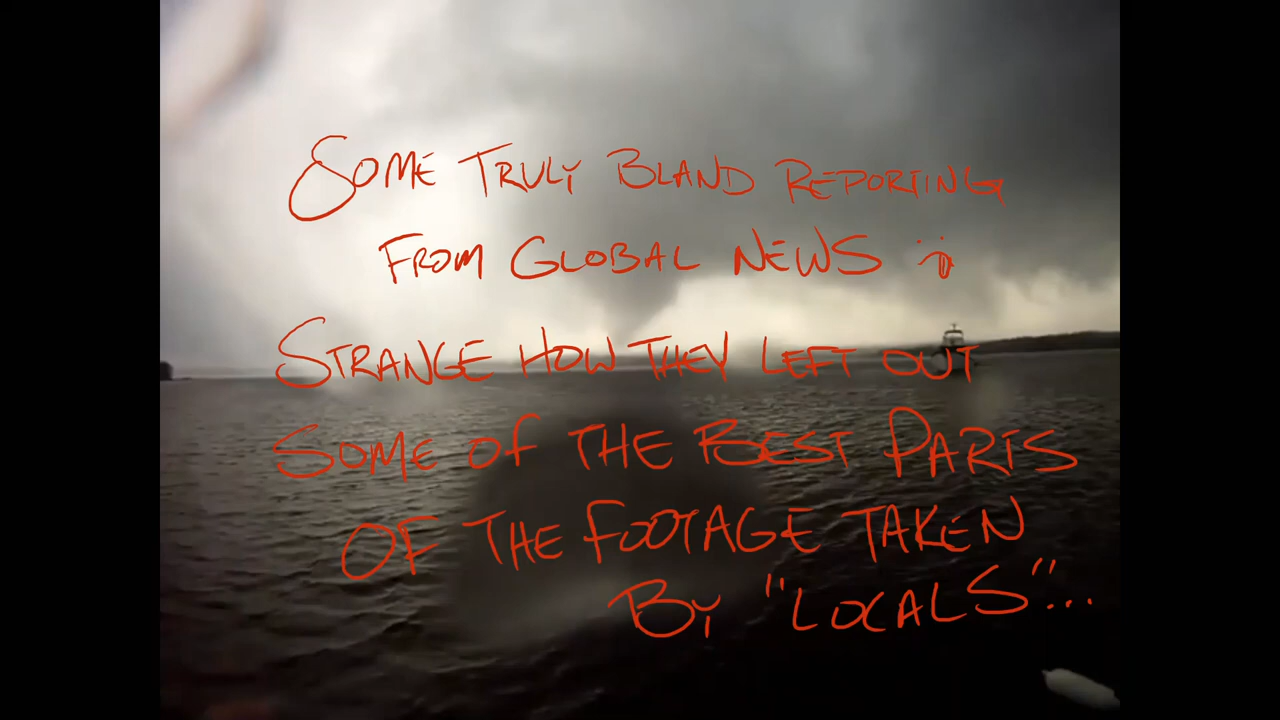 SOME TRULY BLAND REPORTING
FROM GLOBAL NEWS
STRANGE HOW THEY LEFT OUT
SOME OF THE BEST PARTS
OF THE FOOTAGE TAKEN
BY "LOCALS"...